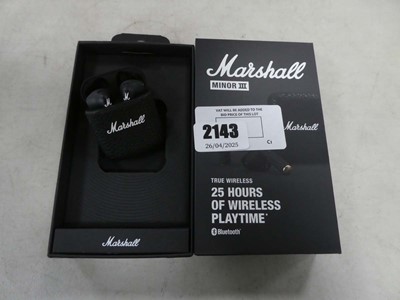 Marshall
Marshall
Marshall
MINOR III
VAT WILL BE ADDED TO THE
BID PRICE OF THIS LOT
2143
26/04/2025
TRUE WIRELESS
25 HOURS
OF WIRELESS
PLAYTIME*
Bluetooth®